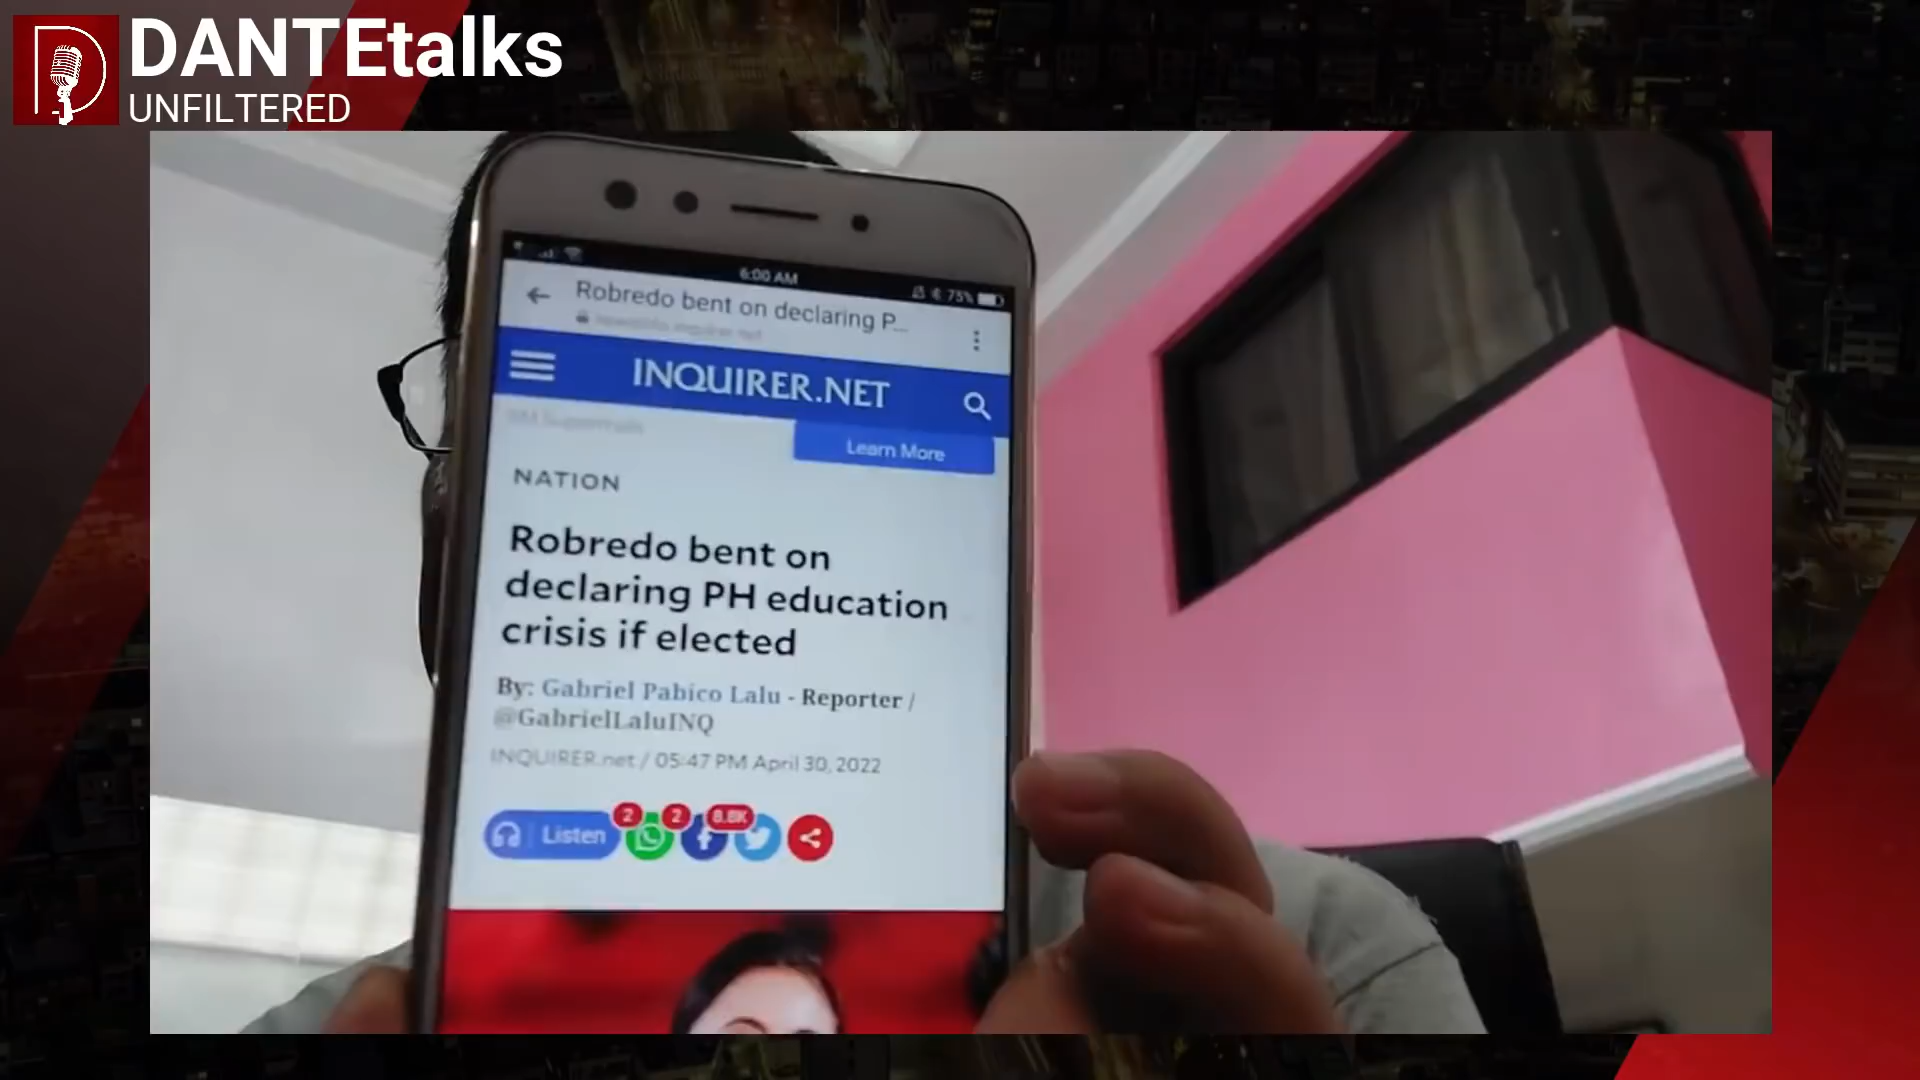 DANTEtalks
UNFILTERED
6:00 AM
75%
Robredo bent on declaring P...
INQUIRER.NET
Learn More
NATION
Robredo bent on
declaring PH education
crisis if elected
By: Gabriel Pabico Lalu - Reporter /
@GabrielLaluINQ
INQUIRER.net / 05:47 PM April 30, 2022
Listen
2
2
8.8K